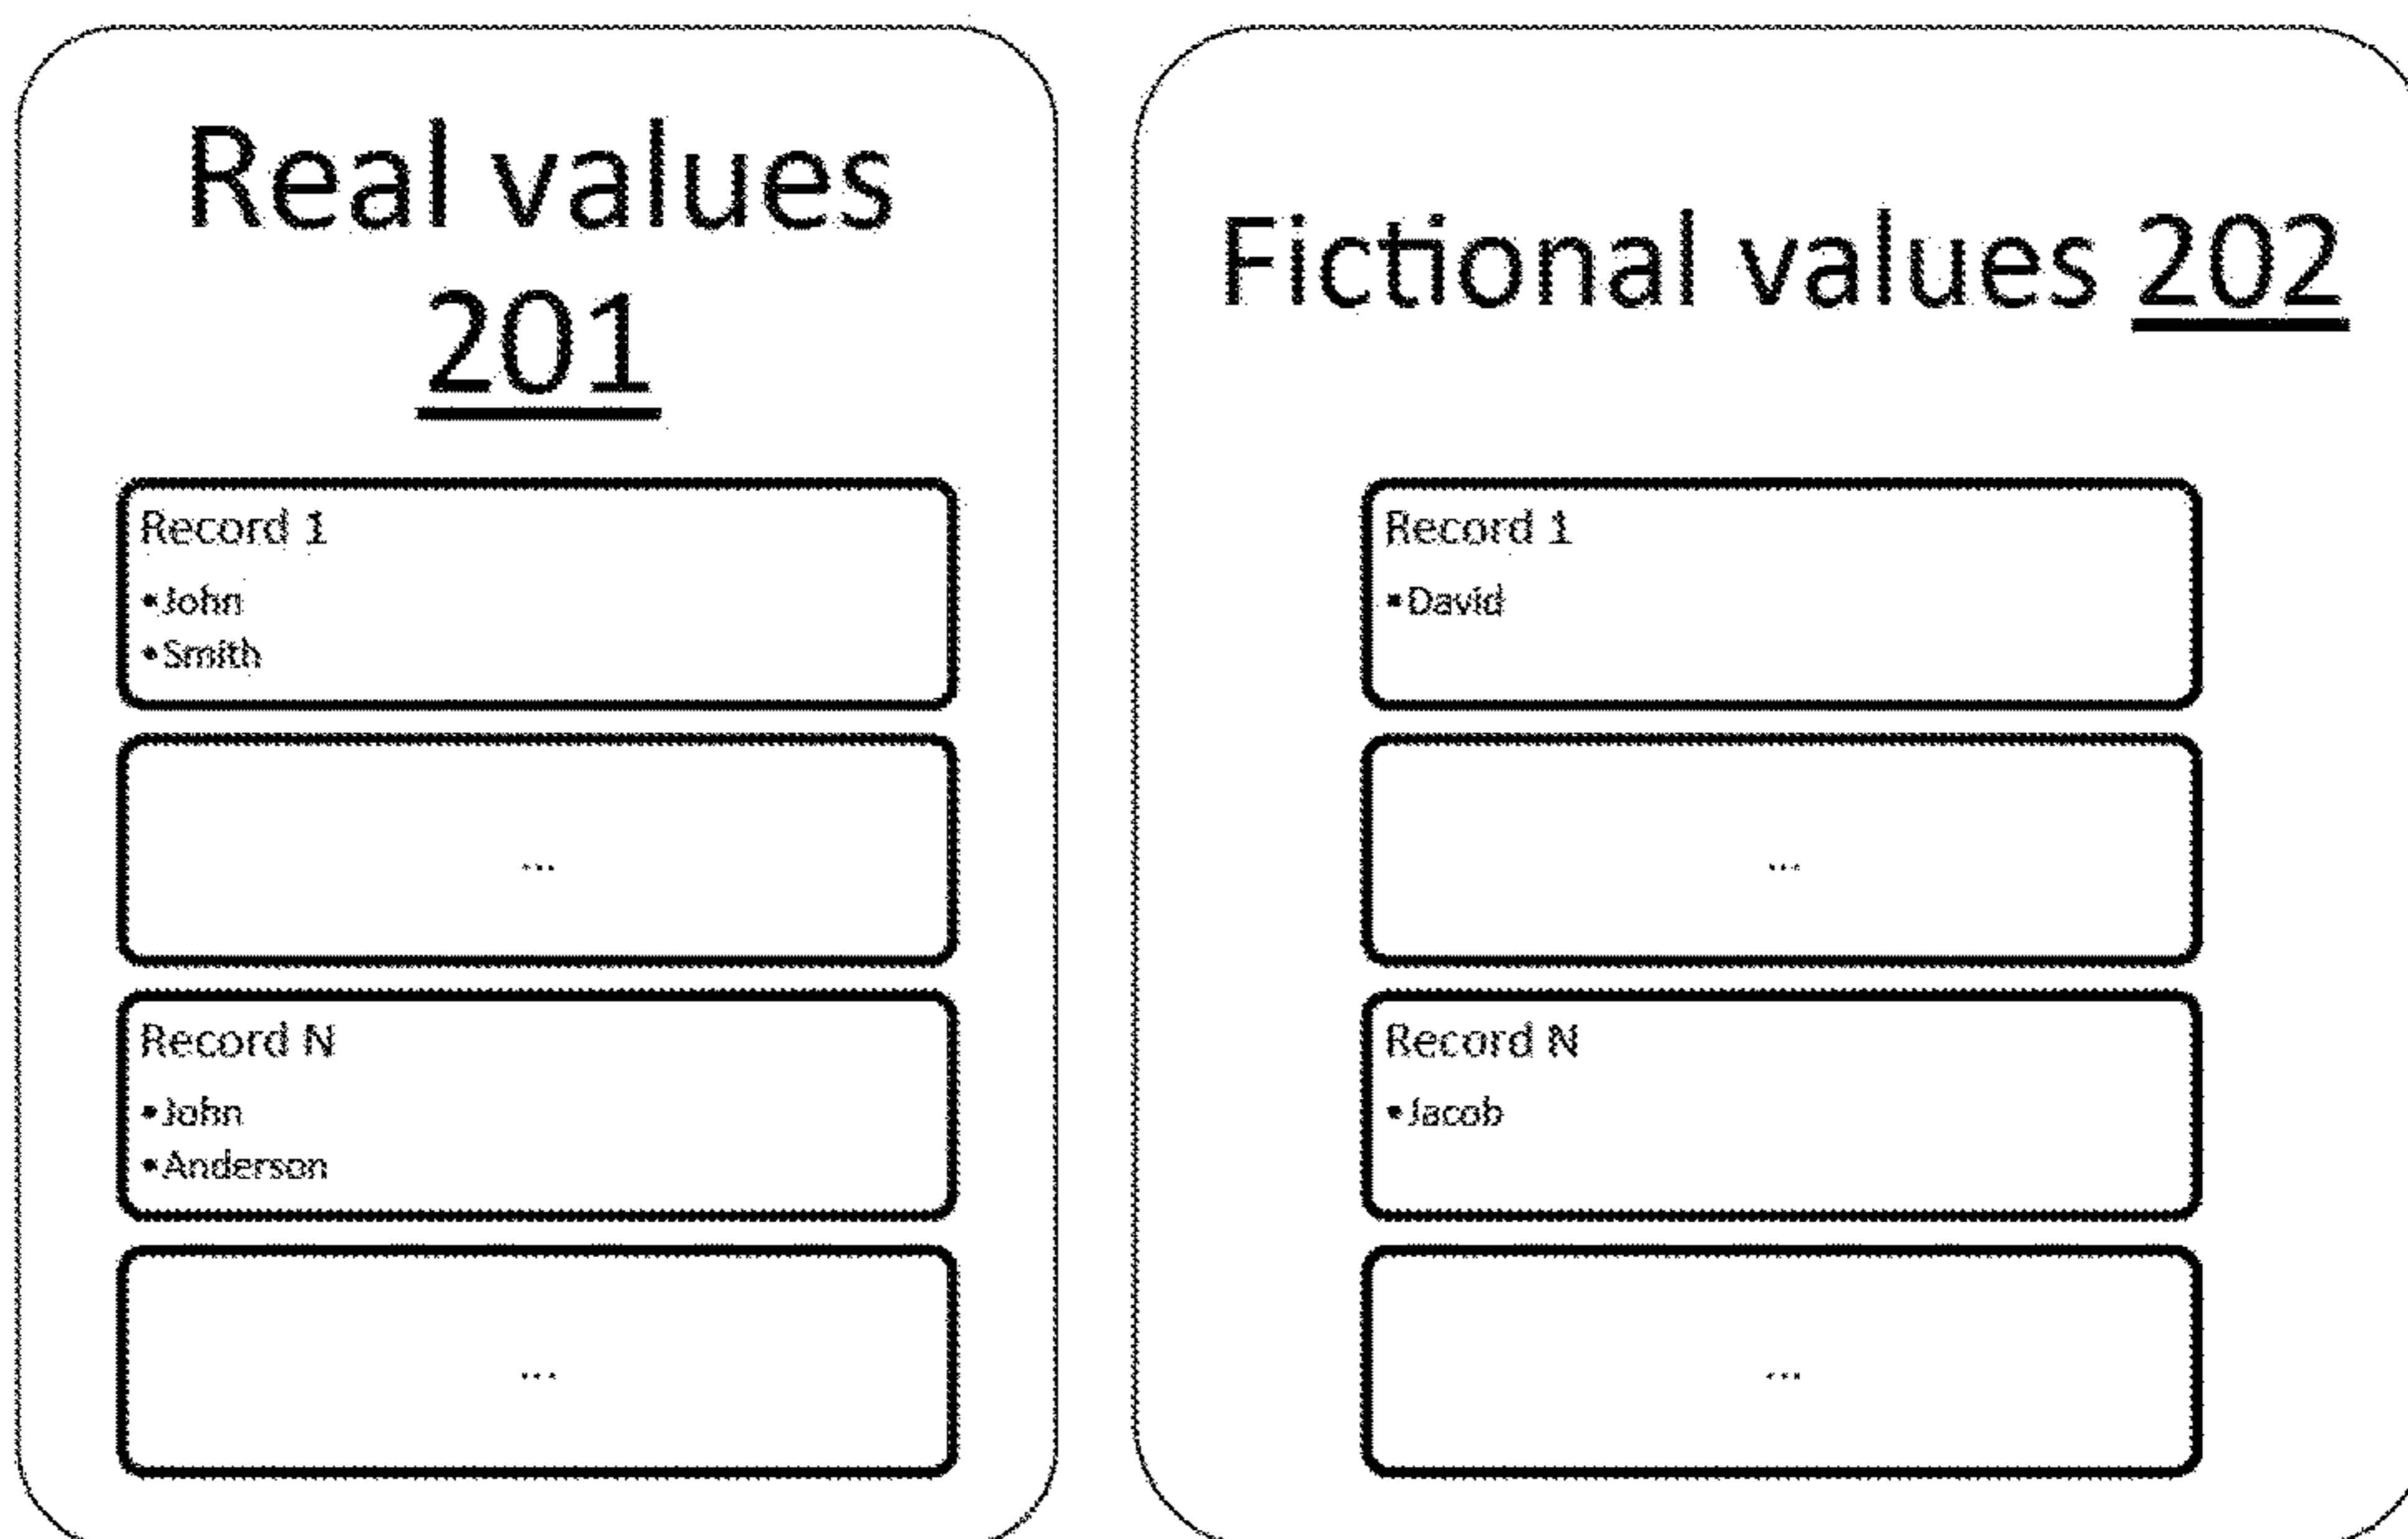 Real values
201
Record 1
•John
•Smith
...
Record N
•John
•Anderson
...
Fictional values 202
Record 1
•David
...
Record N
•Jacob
...